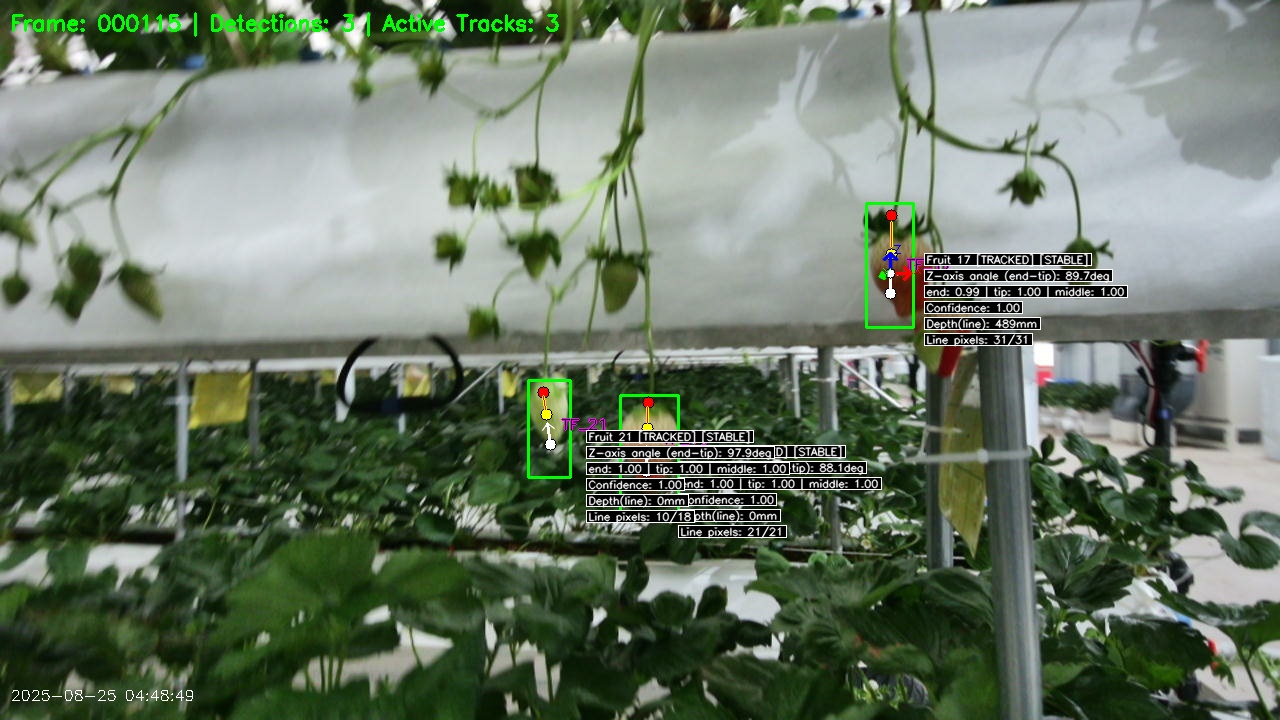 Frame: 000115 | Detections: 3 | Active Tracks: 3
Z
Fruit 17 [TRACKED] [STABLE]
Z-axis angle (end-tip): 89.7deg
end: 0.99 | tip: 1.00 | middle: 1.00
Confidence: 1.00
Depth(line): 489mm
Line pixels: 31/31
TF_21
Fruit 21 [TRACKED] [STABLE]
Z-axis angle (end-tip): 97.9deg D] [STABLE]
end: 1.00 | tip: 1.00 | middle: 1.00 tip): 88.1deg
Confidence: 1.00 nd: 1.00 | tip: 1.00 | middle: 1.00
Depth(line): 0mm onfidence: 1.00
Line pixels: 10/18 pth(line): 0mm
Line pixels: 21/21
2025-08-25 04:48:49